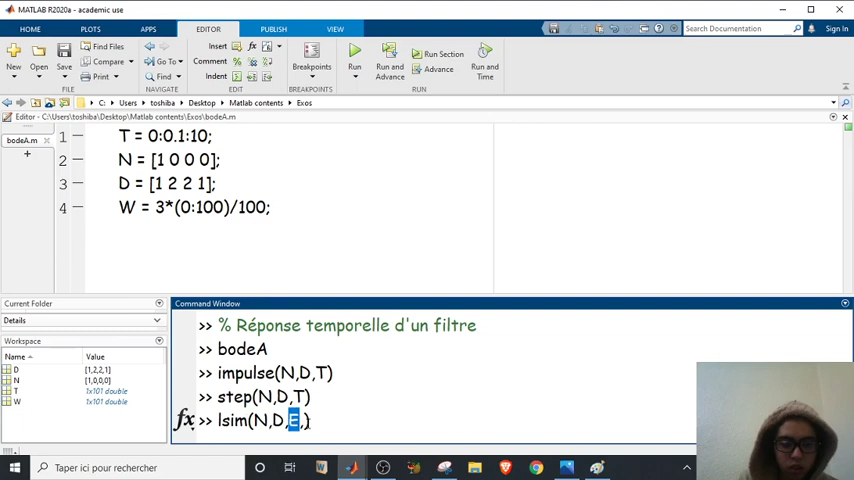 MATLAB R2020a - academic use
HOME PLOTS APPS EDITOR PUBLISH VIEW Search Documentation Sign In
New Open Save Find Files Compare Print Go To Find Insert Comment Indent Breakpoints Run Run and Advance Run Section Advance Run and Time
FILE NAVIGATE EDIT BREAKPOINTS RUN
C: Users toshiba Desktop Matlab contents Exos
Editor - C:\Users\toshiba\Desktop\Matlab contents\Exos\bodeA.m
bodeA.m
1 T = 0:0.1:10;
2 N = [1 0 0 0];
3 D = [1 2 2 1];
4 W = 3*(0:100)/100;
Current Folder
Details
Workspace
Name Value
D [1,2,2,1]
N [1,0,0,0]
T 1x101 double
W 1x101 double
Command Window
>> % Réponse temporelle d'un filtre
>> bodeA
>> impulse(N,D,T)
>> step(N,D,T)
fx >> lsim(N,D,E,)
Taper ici pour rechercher